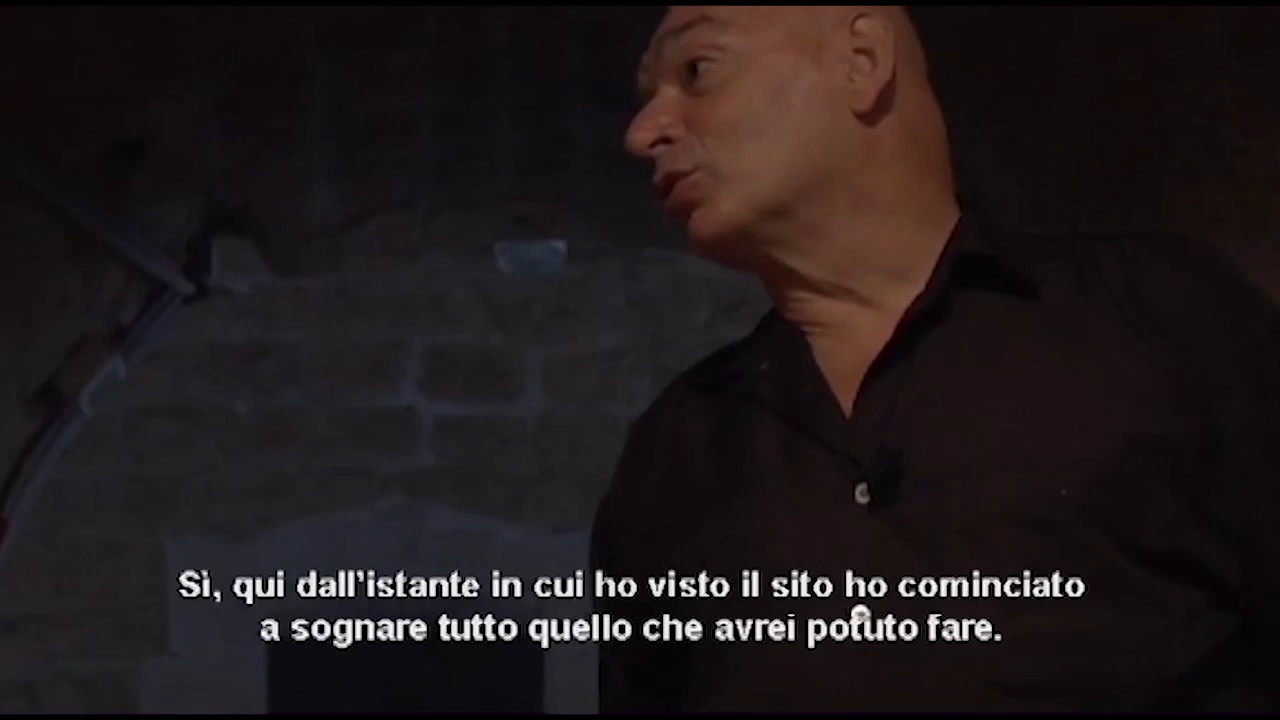 Sì, qui dall'istante in cui ho visto il sito ho cominciato
a sognare tutto quello che avrei potuto fare.